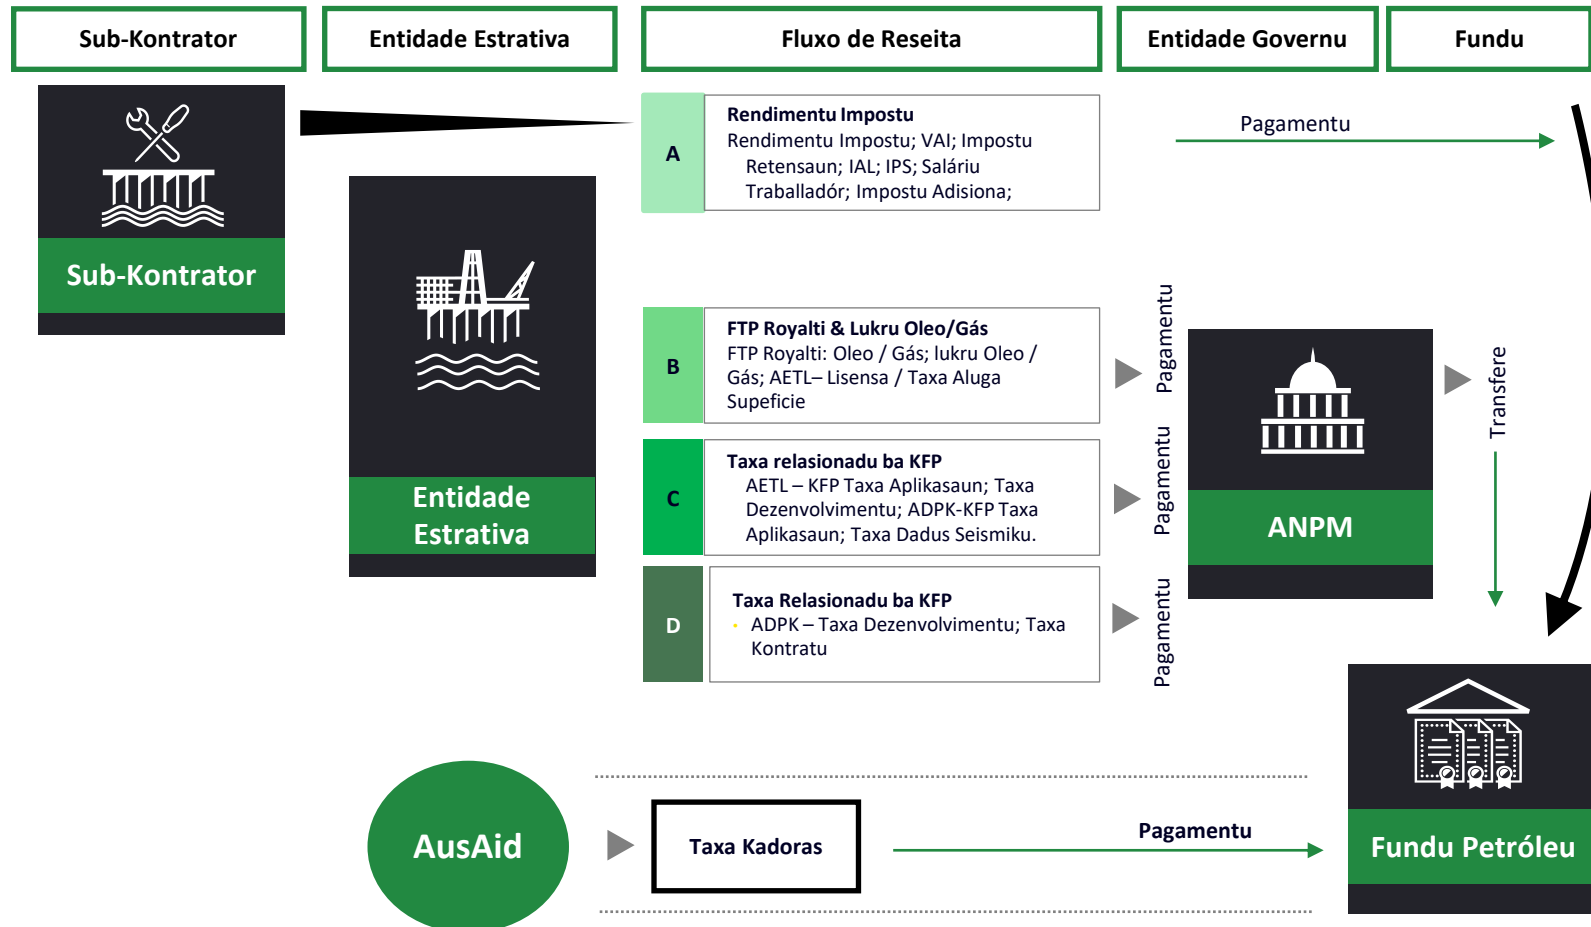 Sub-Kontrator
Entidade Estrativa
Fluxo de Reseita
Entidade Governu
Fundu
Sub-Kontrator
Entidade
Estrativa
A
Rendimentu Impostu
Rendimentu Impostu; VAI; Impostu
Retensaun; IAL; IPS; Saláriu
Traballadór; Impostu Adisiona;
Pagamentu
B
FTP Royalti & Lukru Oleo/Gás
FTP Royalti: Oleo / Gás; lukru Oleo /
Gás; AETL– Lisensa / Taxa Aluga
Supeficie
Pagamentu
C
Taxa relasionadu ba KFP
AETL – KFP Taxa Aplikasaun; Taxa
Dezenvolvimentu; ADPK-KFP Taxa
Aplikasaun; Taxa Dadus Seismiku.
Pagamentu
D
Taxa Relasionadu ba KFP
• ADPK – Taxa Dezenvolvimentu; Taxa
Kontratu
Pagamentu
ANPM
Transfere
AusAid
Taxa Kadoras
Pagamentu
Fundu Petróleu